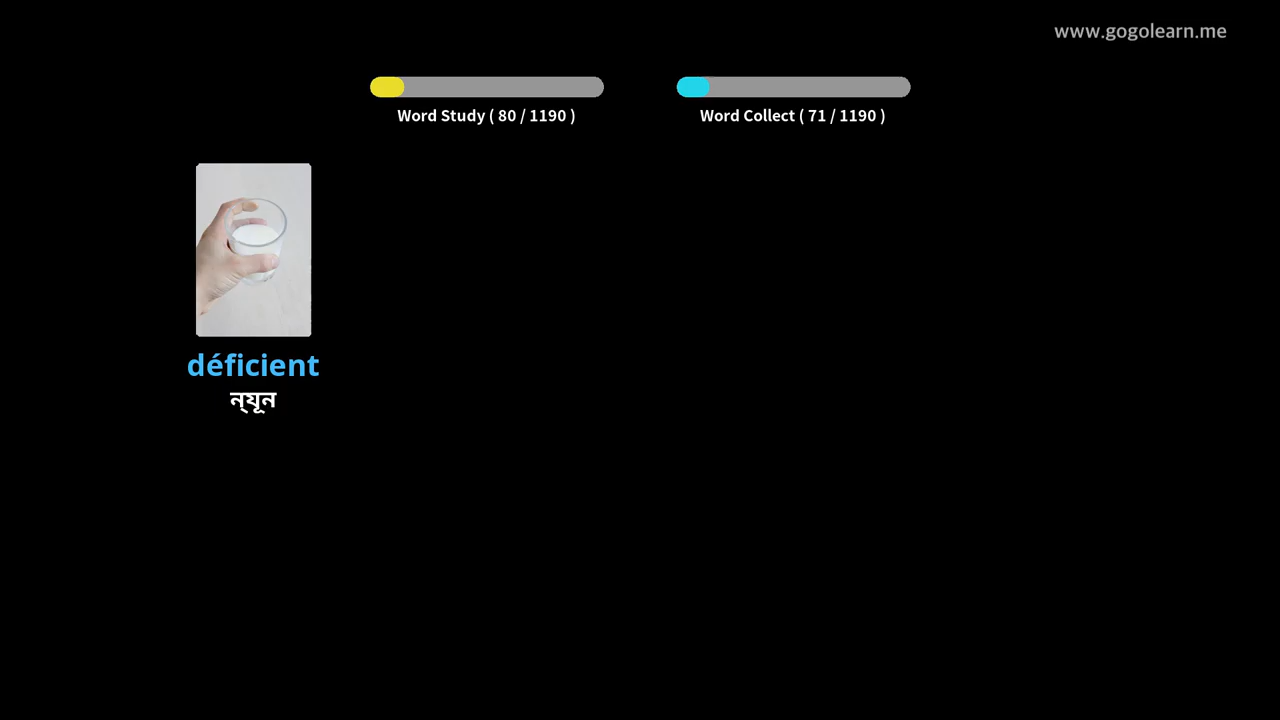 www.gogolearn.me
Word Study ( 80 / 1190 )
Word Collect ( 71 / 1190 )
déficient
ন্যূন